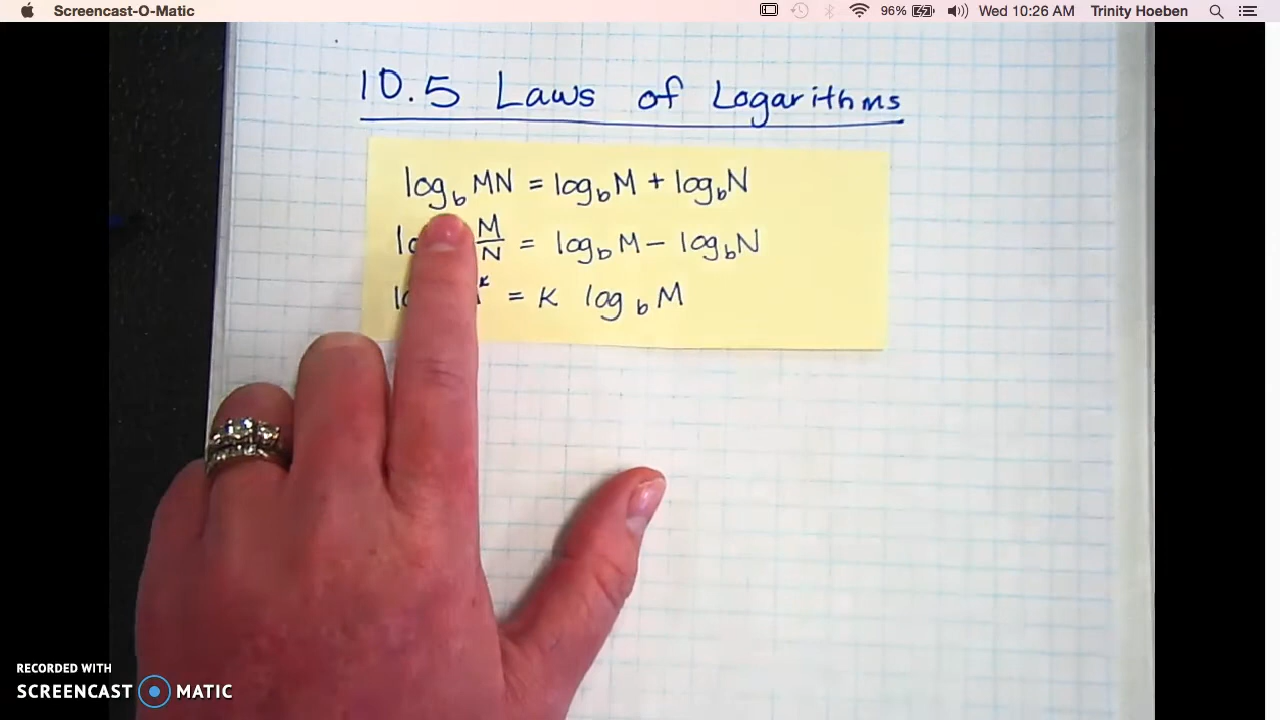 Screencast-O-Matic 96% Wed 10:26 AM Trinity Hoeben
10.5 Laws of Logarithms
log_b MN = log_b M + log_b N
M/N = log_b M - log_b N
= K log_b M
RECORDED WITH
SCREENCAST MATIC